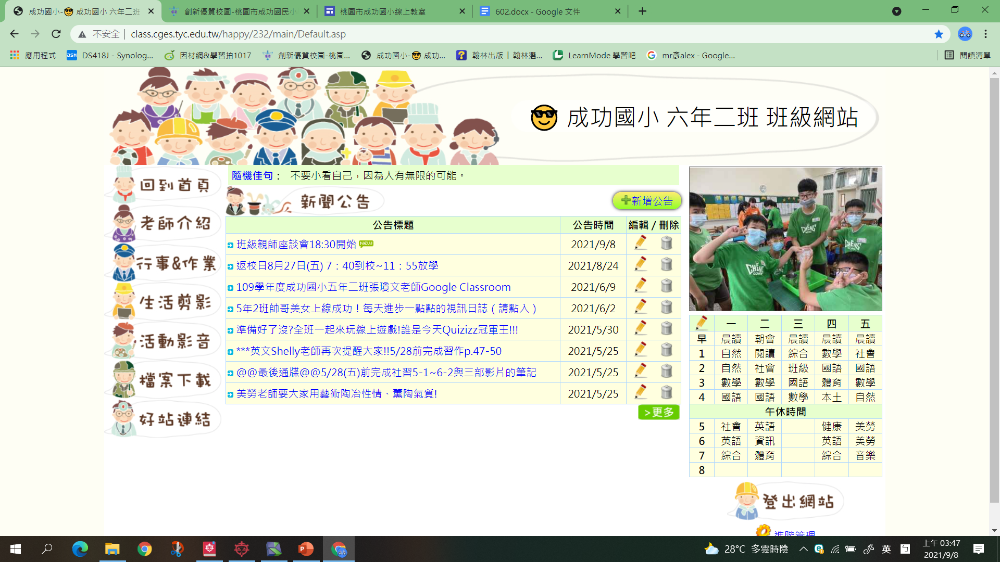 成功國小-😎 成功國小 六年二班
創新優質校園-桃園市成功國民小
桃園市成功國小線上教室
602.docx - Google 文件
不安全 | class.cges.tyc.edu.tw/happy/232/main/Default.asp
應用程式 DS418J - Synolog... 因材網&學習拍1017 創新優質校園-桃園... 成功國小-😎 成功... 翰林出版丨翰林選... LearnMode 學習吧 mr彥alex - Google... 閱讀清單
😎 成功國小 六年二班 班級網站
回到首頁
老師介紹
行事&作業
生活剪影
活動影音
檔案下載
好站連結
隨機佳句： 不要小看自己，因為人有無限的可能。
新聞公告
新增公告
公告標題 公告時間 編輯 / 刪除
班級親師座談會18:30開始 NEW 2021/9/8
返校日8月27日(五) 7：40到校~11：55放學 2021/8/24
109學年度成功國小五年二班張瓊文老師Google Classroom 2021/6/9
5年2班帥哥美女上線成功！每天進步一點點的視訊日誌（請點入） 2021/6/2
準備好了沒?全班一起來玩線上遊戲!誰是今天Quizizz冠軍王!!! 2021/5/30
***英文Shelly老師再次提醒大家!!5/28前完成習作p.47-50 2021/5/25
@@最後通牒@@5/28(五)前完成社習5-1~6-2與三部影片的筆記 2021/5/25
美勞老師要大家用藝術陶冶性情、薰陶氣質! 2021/5/25
>更多
CHENG
GONG
一 二 三 四 五
早 晨讀 朝會 晨讀 晨讀 晨讀
1 自然 閱讀 綜合 數學 社會
2 自然 社會 班級 國語 國語
3 數學 數學 國語 體育 數學
4 國語 國語 數學 本土 自然
午休時間
5 社會 英語 健康 美勞
6 英語 資訊 英語 美勞
7 綜合 體育 綜合 音樂
8
登出網站
進階管理
28°C 多雲時陰
英
上午 03:47
2021/9/8